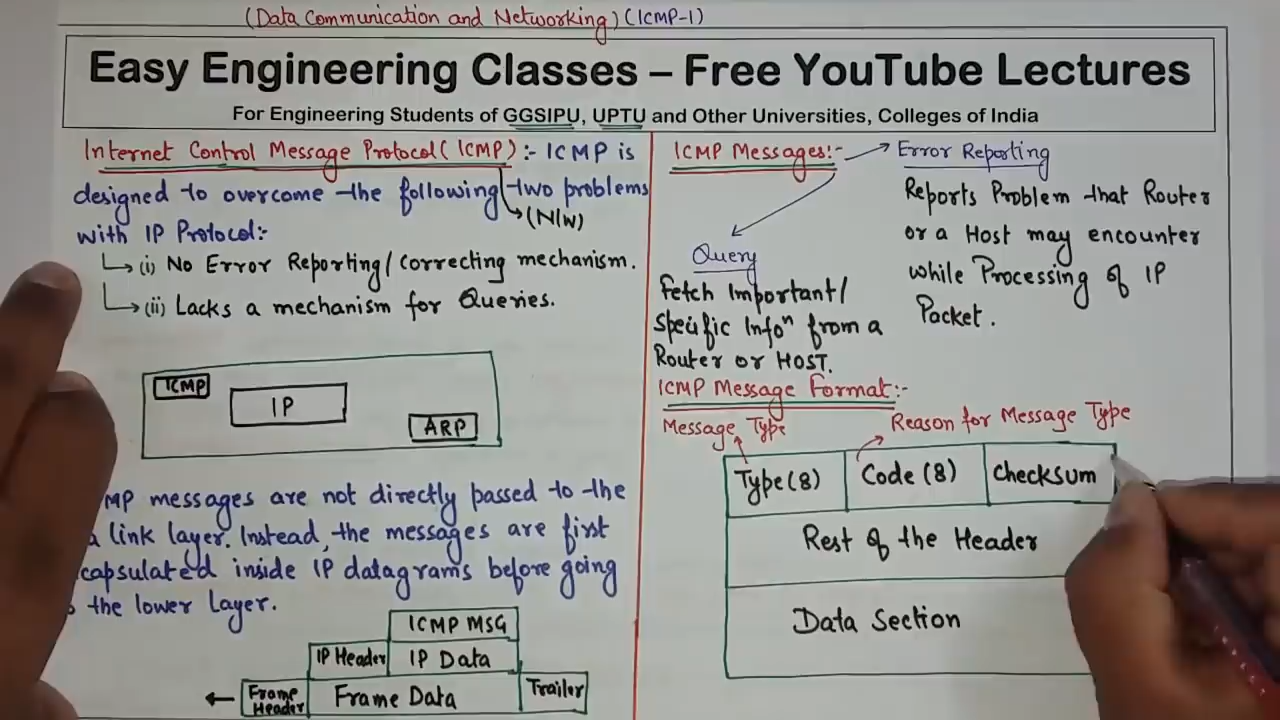 (Data Communication and Networking) (ICMP-1)
Easy Engineering Classes – Free YouTube Lectures
For Engineering Students of GGSIPU, UPTU and Other Universities, Colleges of India
Internet Control Message Protocol (ICMP) :- ICMP is
designed to overcome the following two problems
(N/W)
with IP Protocol:-
(i) No Error Reporting/correcting mechanism.
(ii) Lacks a mechanism for Queries.
ICMP
IP
ARP
MP messages are not directly passed to the
a link layer. Instead, the messages are first
capsulated inside IP datagrams before going
the lower Layer.
ICMP MSG
IP Header IP Data
Frame Header Frame Data Trailer
ICMP Messages:-
Error Reporting
Reports Problem that Router
or a Host may encounter
while Processing of IP
Packet.
Query
Fetch Important/
Specific Infoⁿ from a
Router or HOST.
ICMP Message Format:-
Message Type
Reason for Message Type
Type(8) Code (8) Checksum
Rest of the Header
Data Section